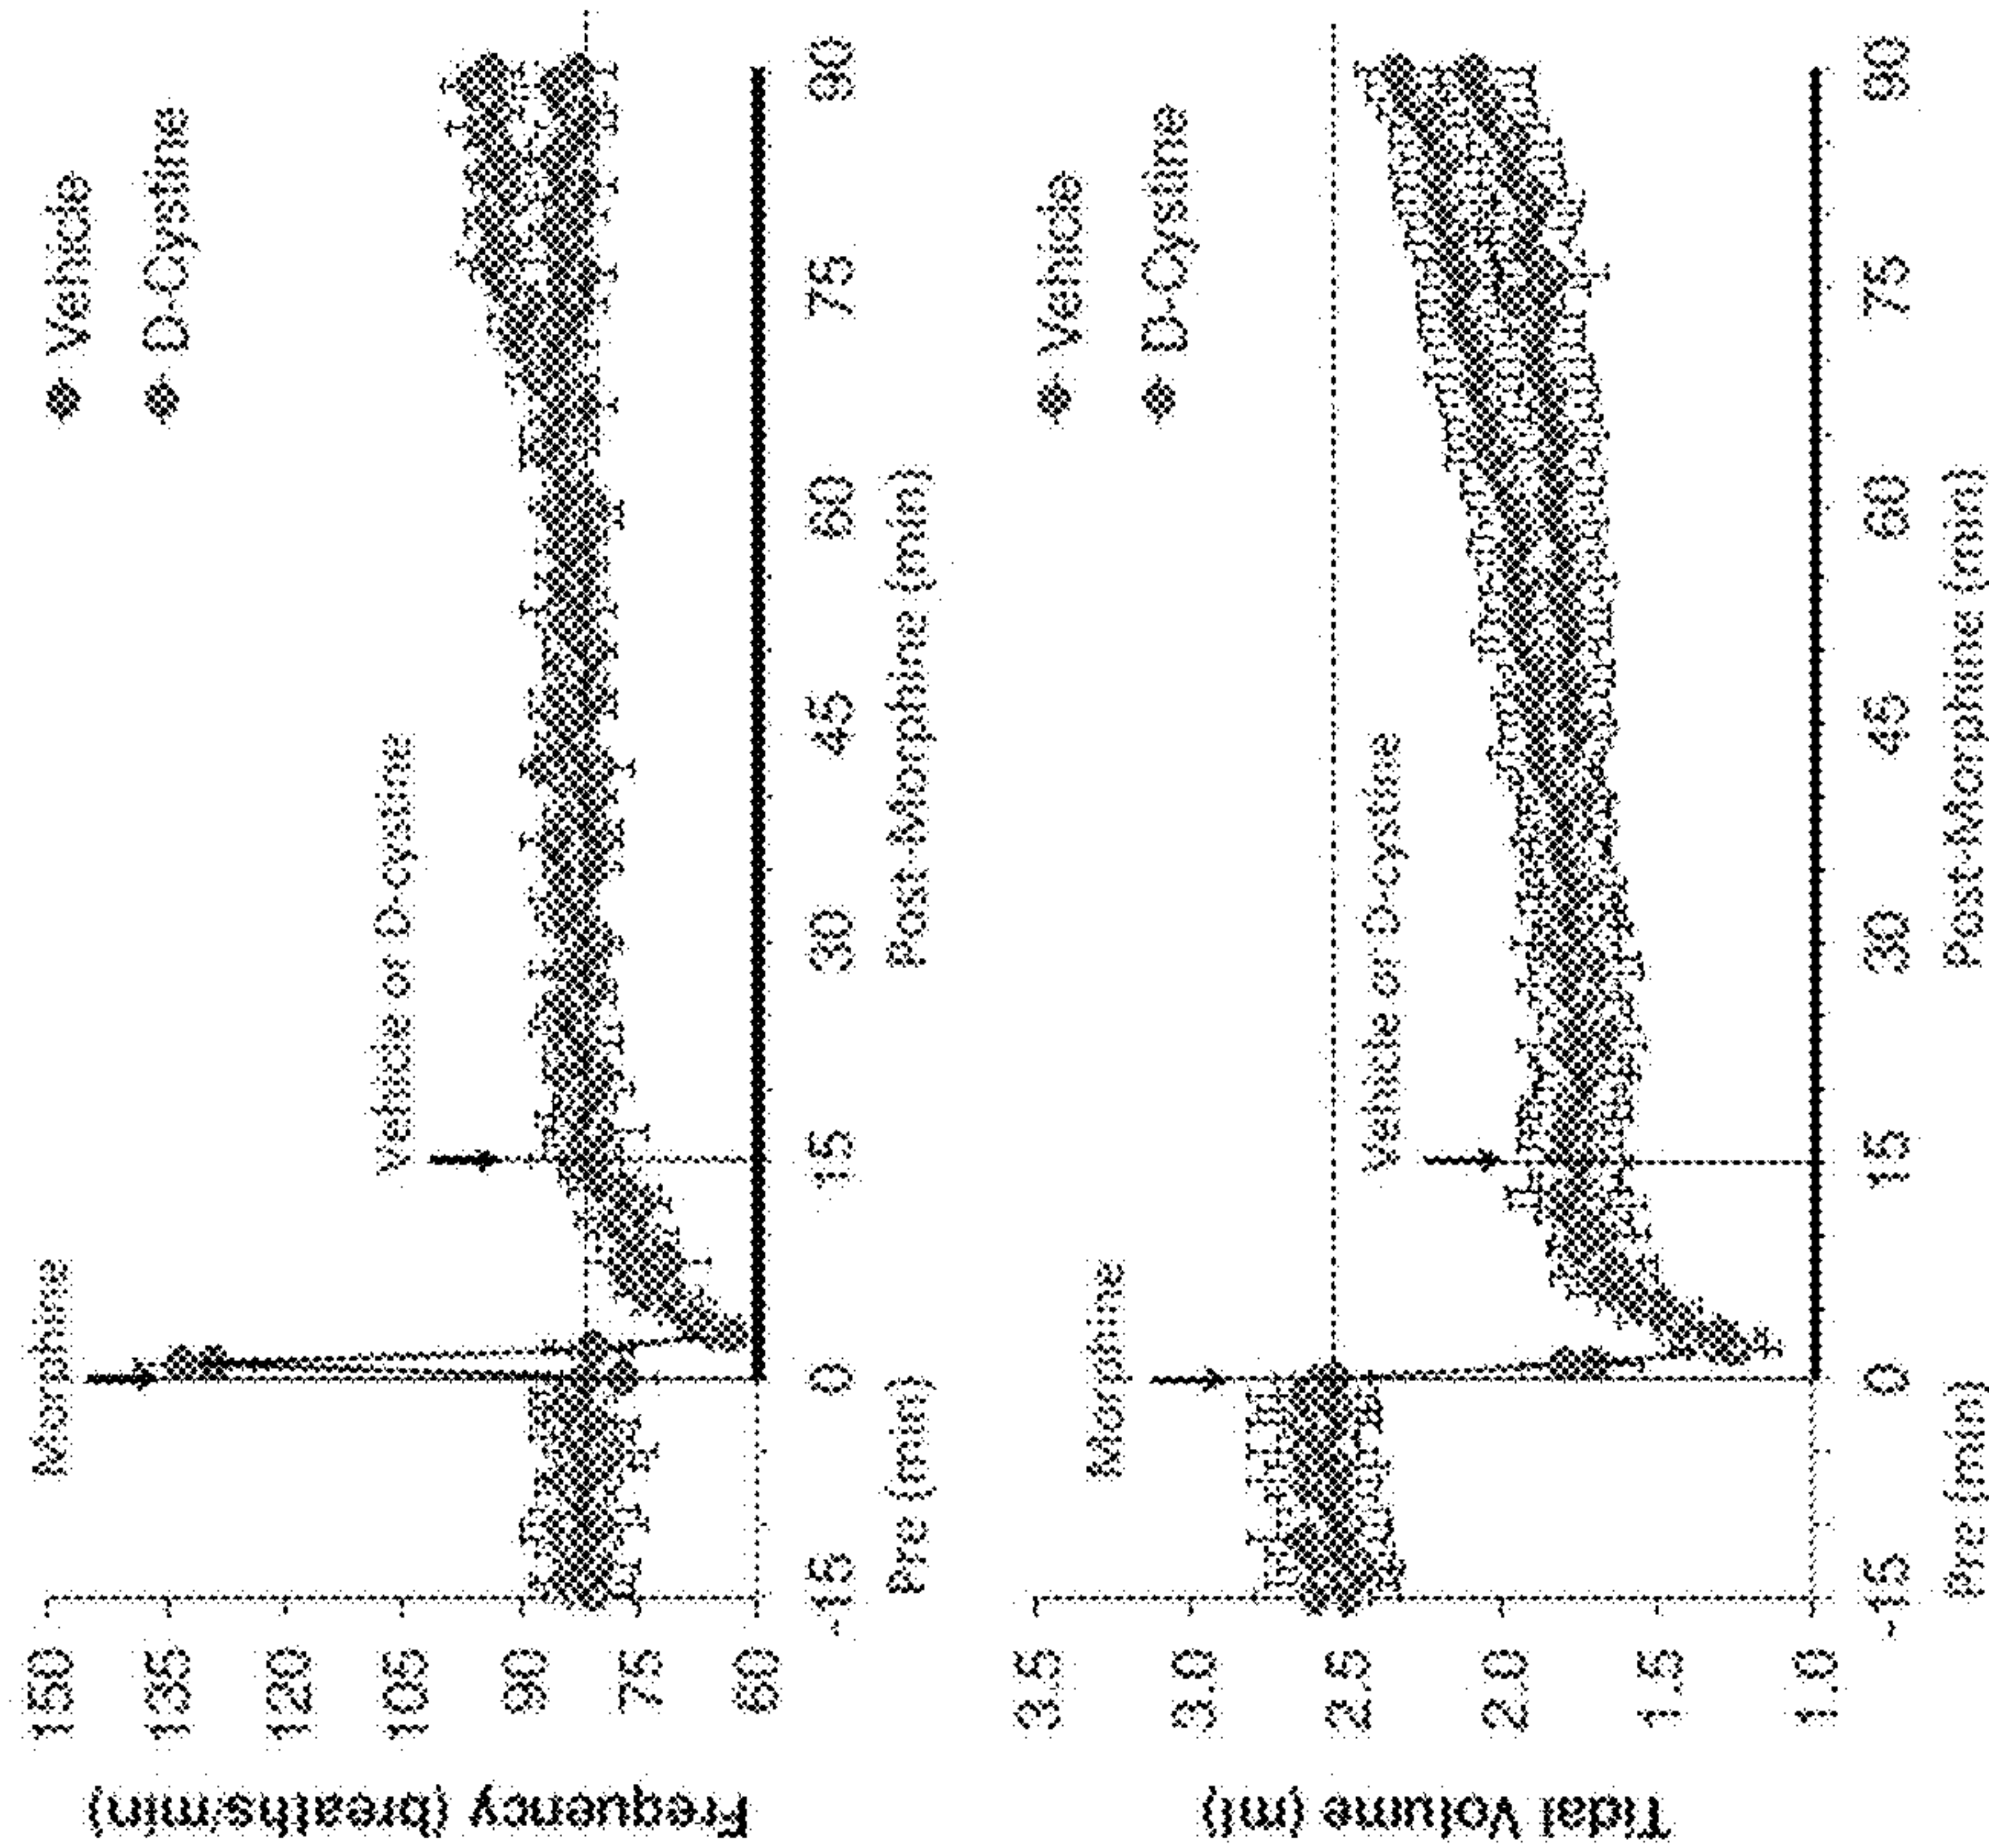 Frequency (breaths/min)
150
135
120
105
90
75
60
Morphine
Vehicle or D-cystine
Vehicle
D-Cystine
-15
0
15
30
45
60
75
90
Pre (min)
Post-Morphine (min)
Tidal Volume (ml)
3.5
3.0
2.5
2.0
1.5
1.0
Morphine
Vehicle or D-cystine
Vehicle
D-Cystine
-15
0
15
30
45
60
75
90
Pre (min)
Post-Morphine (min)